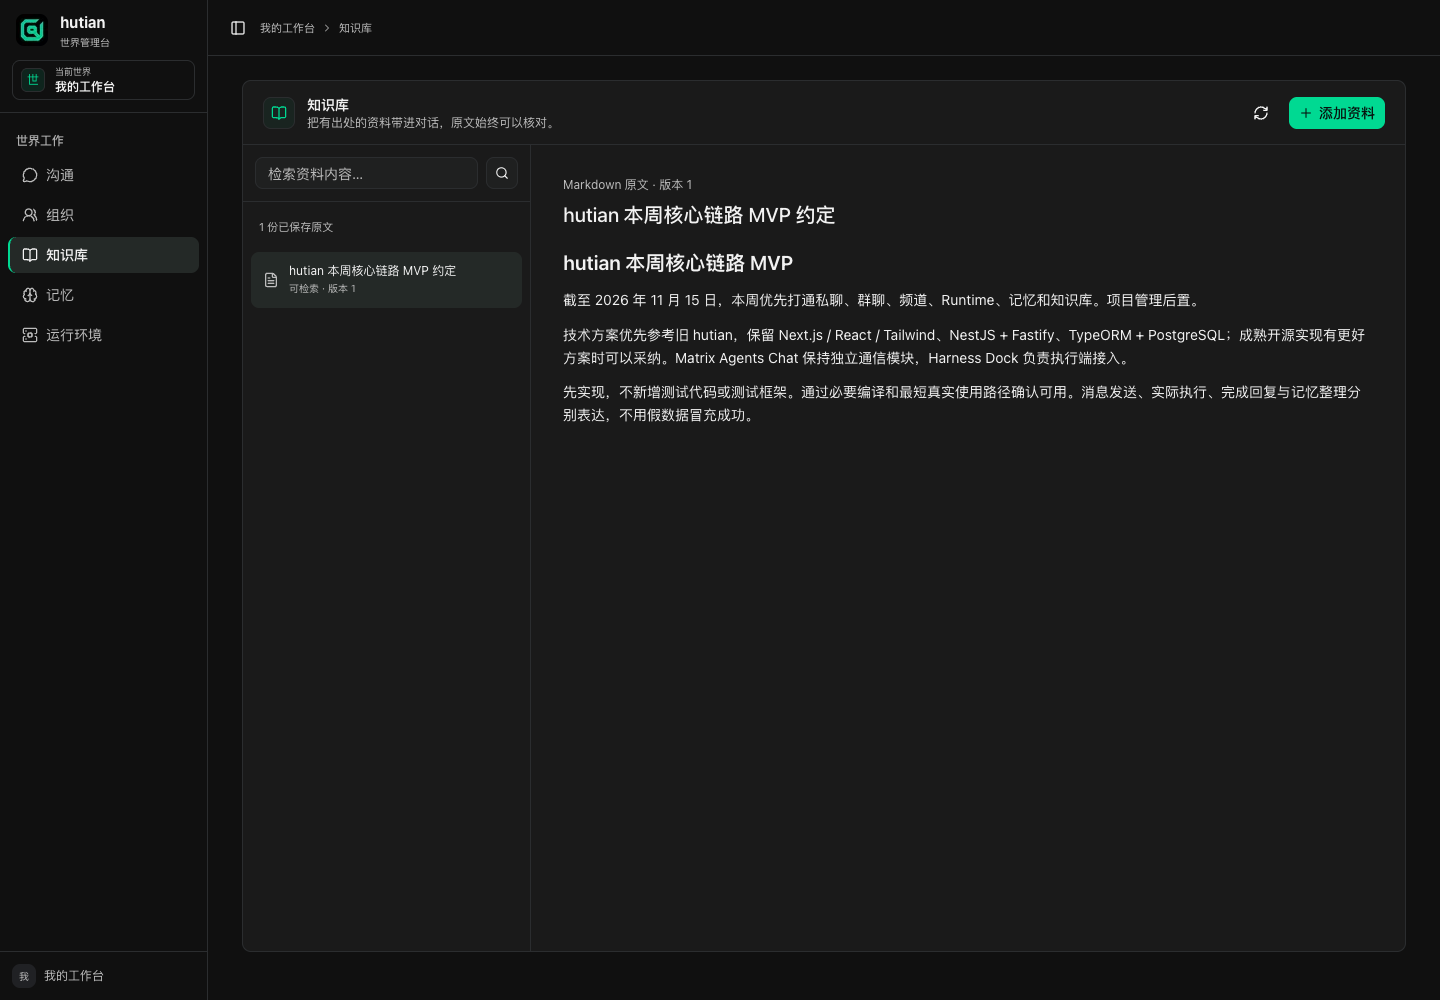 hutian
世界管理台
世
当前世界
我的工作台
世界工作
沟通
组织
知识库
记忆
运行环境
我
我的工作台
我的工作台
知识库
知识库
把有出处的资料带进对话，原文始终可以核对。
添加资料
检索资料内容...
1 份已保存原文
hutian 本周核心链路 MVP 约定
可检索 · 版本 1
Markdown 原文 · 版本 1
hutian 本周核心链路 MVP 约定
hutian 本周核心链路 MVP
截至 2026 年 11 月 15 日，本周优先打通私聊、群聊、频道、Runtime、记忆和知识库。项目管理后置。
技术方案优先参考旧 hutian，保留 Next.js / React / Tailwind、NestJS + Fastify、TypeORM + PostgreSQL；成熟开源实现有更好
方案时可以采纳。Matrix Agents Chat 保持独立通信模块，Harness Dock 负责执行端接入。
先实现，不新增测试代码或测试框架。通过必要编译和最短真实使用路径确认可用。消息发送、实际执行、完成回复与记忆整理分
别表达，不用假数据冒充成功。